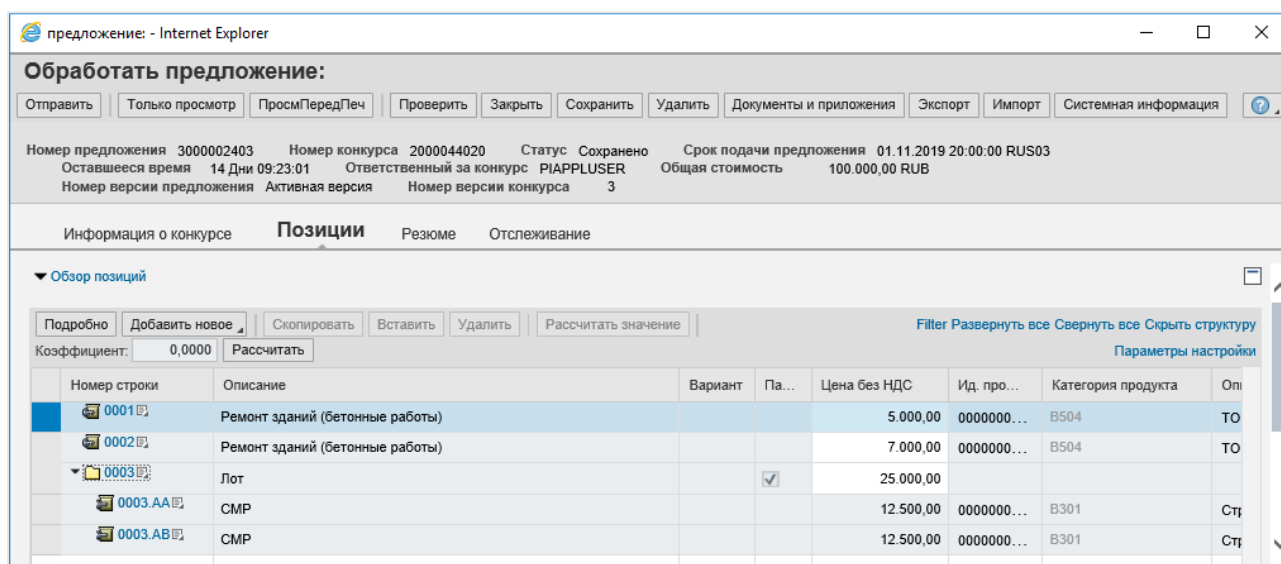 предложение: - Internet Explorer
Обработать предложение:
Отправить Только просмотр ПросмПередПеч Проверить Закрыть Сохранить Удалить Документы и приложения Экспорт Импорт Системная информация
Номер предложения 3000002403 Номер конкурса 2000044020 Статус Сохранено Срок подачи предложения 01.11.2019 20:00:00 RUS03
Оставшееся время 14 Дни 09:23:01 Ответственный за конкурс PIAPPLUSER Общая стоимость 100.000,00 RUB
Номер версии предложения Активная версия Номер версии конкурса 3
Информация о конкурсе Позиции Резюме Отслеживание
Обзор позиций
Подробно Добавить новое Скопировать Вставить Удалить Рассчитать значение Filter Развернуть все Свернуть все Скрыть структуру
Коэффициент: 0,0000 Рассчитать Параметры настройки
Номер строки Описание Вариант Па... Цена без НДС Ид. про... Категория продукта Опи
0001 Ремонт зданий (бетонные работы) 5.000,00 0000000... B504 ТО
0002 Ремонт зданий (бетонные работы) 7.000,00 0000000... B504 ТО
0003 Лот 25.000,00
0003.AA СМР 12.500,00 0000000... B301 Стр
0003.AB СМР 12.500,00 0000000... B301 Стр